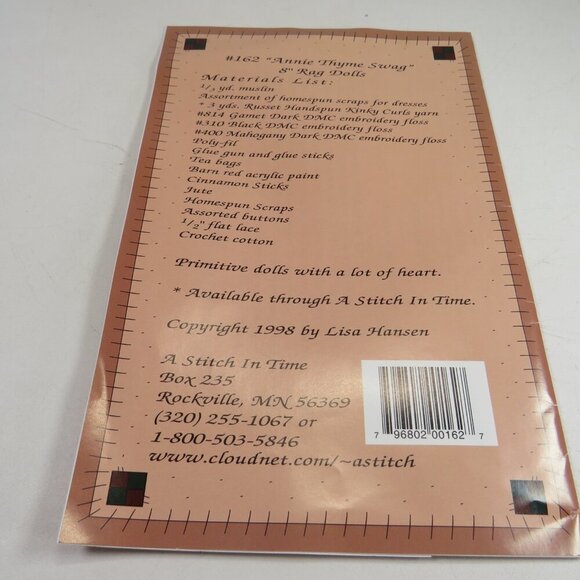 #162 "Annie Thyme Swag"
8" Rag Dolls
Materials List:
1/3 yd. muslin
Assortment of homespun scraps for dresses
* 3 yds. Russet Handspun Kinky Curls yarn
#814 Garnet Dark DMC embroidery floss
#310 Black DMC embroidery floss
#400 Mahogany Dark DMC embroidery floss
Poly-fil
Glue gun and glue sticks
Tea bags
Barn red acrylic paint
Cinnamon Sticks
Jute
Homespun Scraps
Assorted buttons
1/2" flat lace
Crochet cotton
Primitive dolls with a lot of heart.
* Available through A Stitch In Time.
Copyright 1998 by Lisa Hansen
A Stitch In Time
Box 235
Rockville, MN 56369
(320) 255-1067 or
1-800-503-5846
www.cloudnet.com/~astitch
7 96802 00162 7